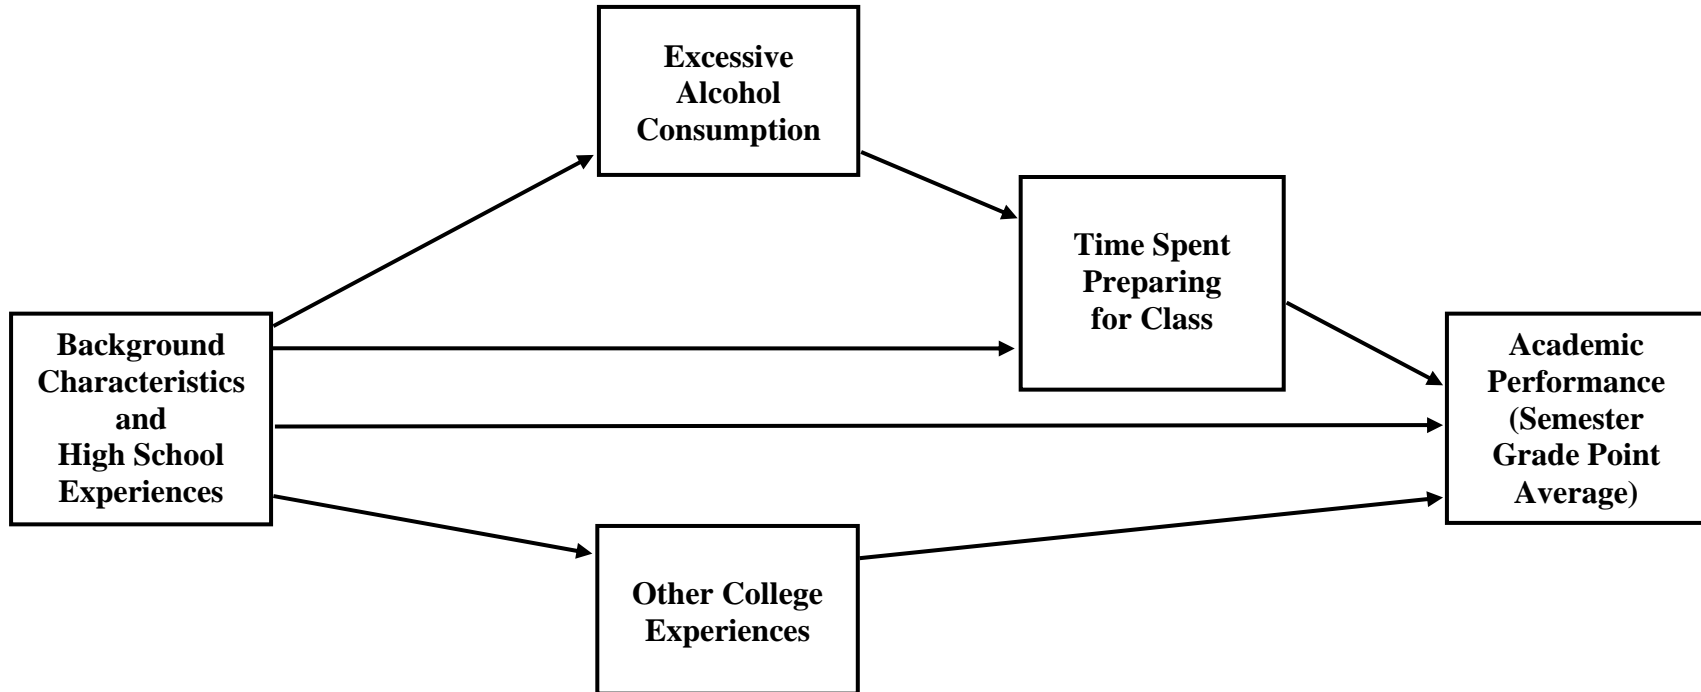 Excessive
Alcohol
Consumption
Time Spent
Preparing
for Class
Background
Characteristics
and
High School
Experiences
Academic
Performance
(Semester
Grade Point
Average)
Other College
Experiences